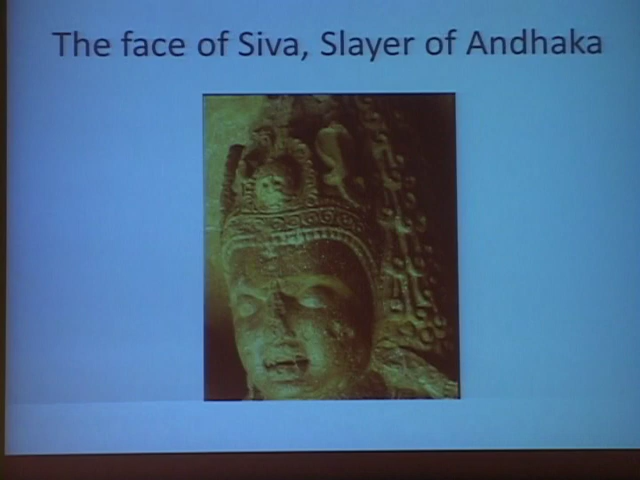 The face of Siva, Slayer of Andhaka